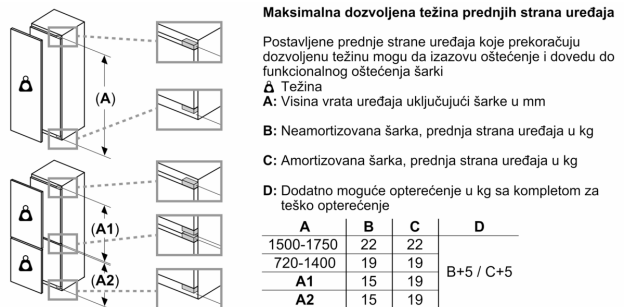 Maksimalna dozvoljena težina prednjih strana uređaja
Postavljene prednje strane uređaja koje prekoračuju
dozvoljenu težinu mogu da izazovu oštećenje i dovedu do
funkcionalnog oštećenja šarki
Težina
A: Visina vrata uređaja uključujući šarke u mm
B: Neamortizovana šarka, prednja strana uređaja u kg
C: Amortizovana šarka, prednja strana uređaja u kg
D: Dodatno moguće opterećenje u kg sa kompletom za
teško opterećenje
A B C D
1500-1750 22 22
720-1400 19 19
B+5 / C+5
A1 15 19
A2 15 19
(A)
(A1)
(A2)